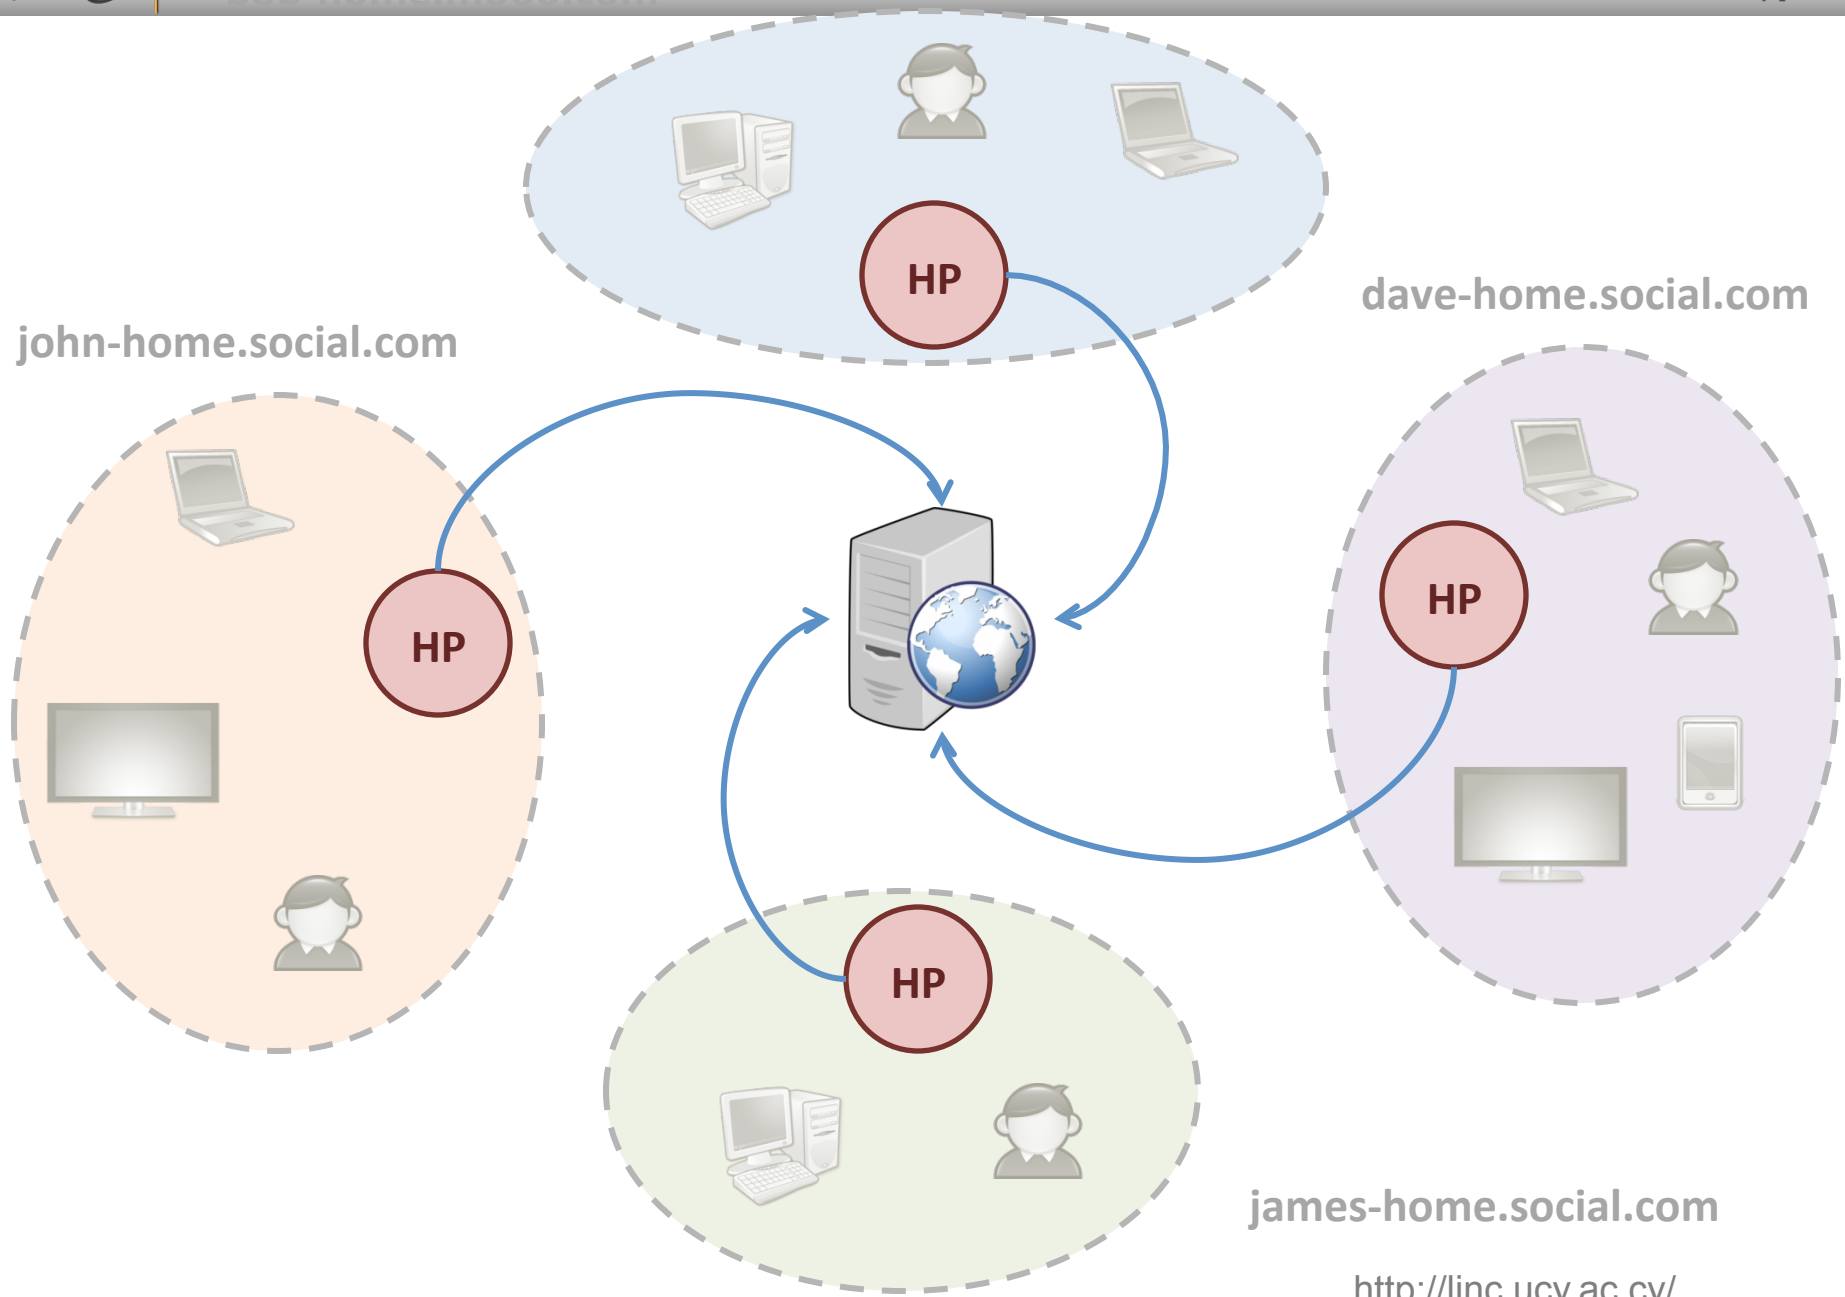 HP
dave-home.social.com
john-home.social.com
HP
HP
HP
james-home.social.com
http://linc.ucy.ac.cy/